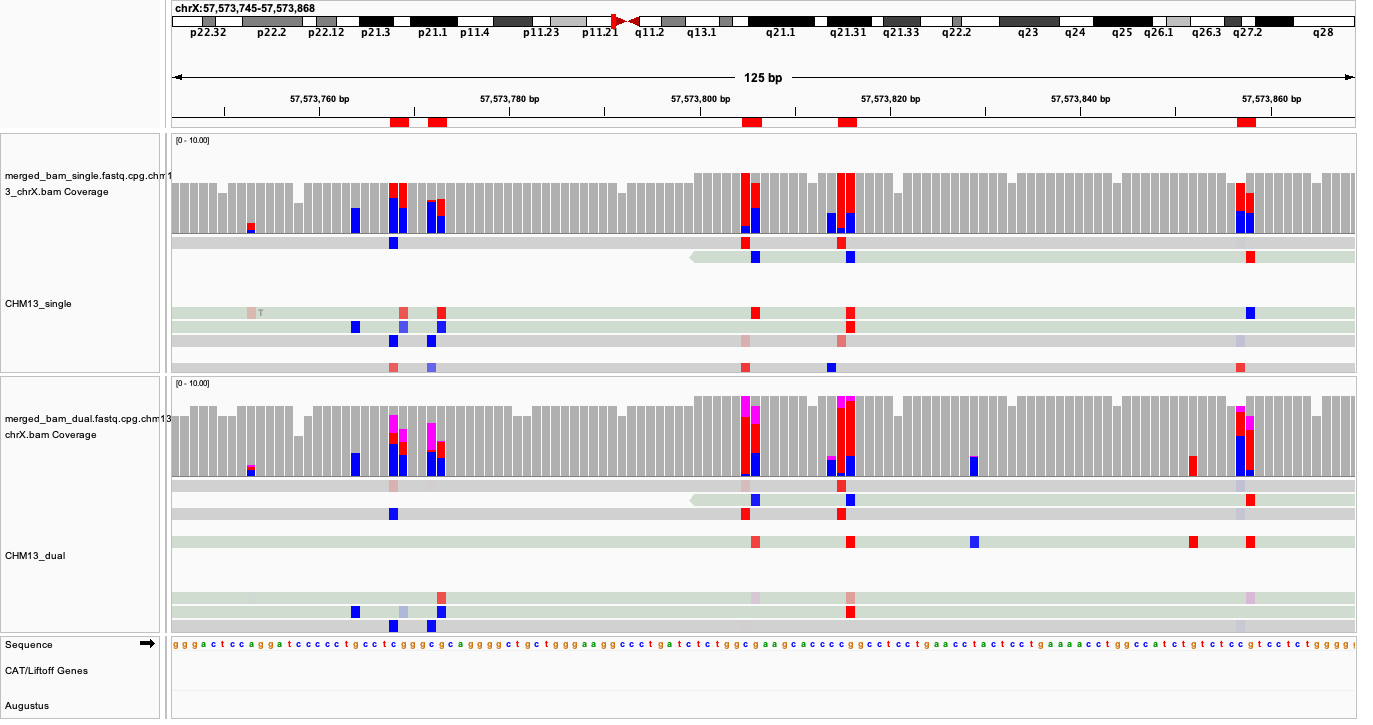 chrX:57,573,745-57,573,868
p22.32 p22.2 p22.12 p21.3 p21.1 p11.4 p11.23 p11.21 q11.2 q13.1 q21.1 q21.31 q21.33 q22.2 q23 q24 q25 q26.1 q26.3 q27.2 q28
125 bp
57,573,760 bp 57,573,780 bp 57,573,800 bp 57,573,820 bp 57,573,840 bp 57,573,860 bp
[0 - 10.00]
merged_bam_single.fastq.cpg.chm1
3_chrX.bam Coverage
CHM13_single
T
[0 - 10.00]
merged_bam_dual.fastq.cpg.chm13
chrX.bam Coverage
CHM13_dual
Sequence g g g a c t c c a g g a t c c c c c t g c c t c g g g c g c a g g g g c t g c t g g g a a g g c c c t g a t c t c t g g c g a a g c a c c c c g g c c t c c t g a a c c t a c t c c t g a a a a c c t g g c c a t c t g t c t c c g t c c t c t g g g g g
CAT/Liftoff Genes
Augustus